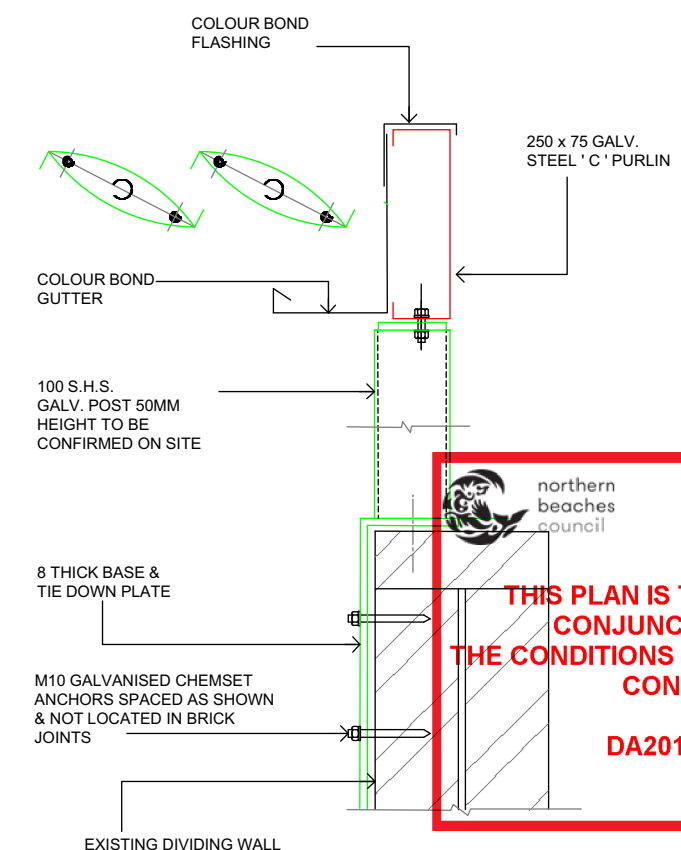 COLOUR BOND
FLASHING
250 x 75 GALV.
STEEL ' C ' PURLIN
COLOUR BOND
GUTTER
100 S.H.S.
GALV. POST 50MM
HEIGHT TO BE
CONFIRMED ON SITE
northern
beaches
council
8 THICK BASE &
TIE DOWN PLATE
THIS PLAN IS
CONJUNC
THE CONDITIONS
CON
M10 GALVANISED CHEMSET
ANCHORS SPACED AS SHOWN
& NOT LOCATED IN BRICK
JOINTS
DA201
EXISTING DIVIDING WALL